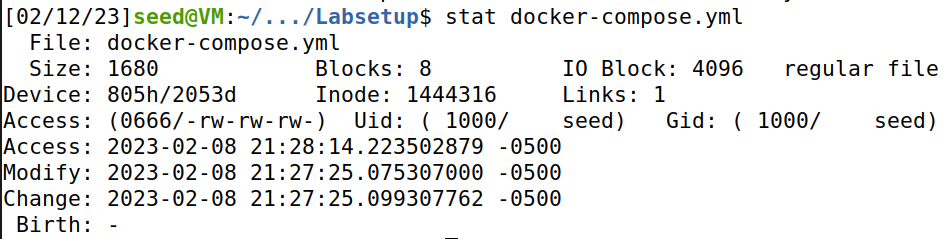 [02/12/23]seed@VM:~/.../Labsetup$ stat docker-compose.yml
  File: docker-compose.yml
  Size: 1680            Blocks: 8          IO Block: 4096   regular file
Device: 805h/2053d      Inode: 1444316     Links: 1
Access: (0666/-rw-rw-rw-)  Uid: ( 1000/    seed)   Gid: ( 1000/    seed)
Access: 2023-02-08 21:28:14.223502879 -0500
Modify: 2023-02-08 21:27:25.075307000 -0500
Change: 2023-02-08 21:27:25.099307762 -0500
 Birth: -